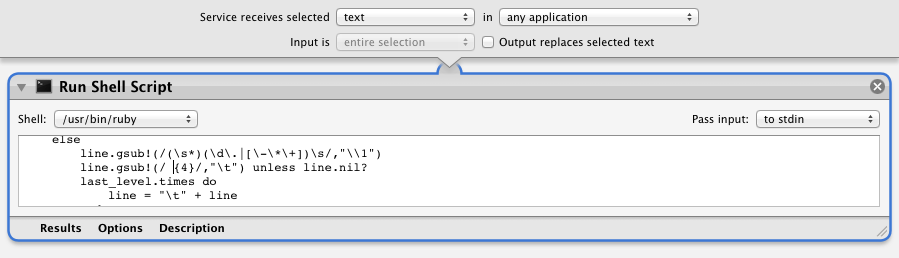 Service receives selected text in any application
Input is entire selection Output replaces selected text
Run Shell Script
Shell: /usr/bin/ruby Pass input: to stdin
else
line.gsub!(/(\s*)(\d\.|[\-\*\+])\s/,"\\1")
line.gsub!(/ {4}/,"\t") unless line.nil?
last_level.times do
line = "\t" + line
Results Options Description